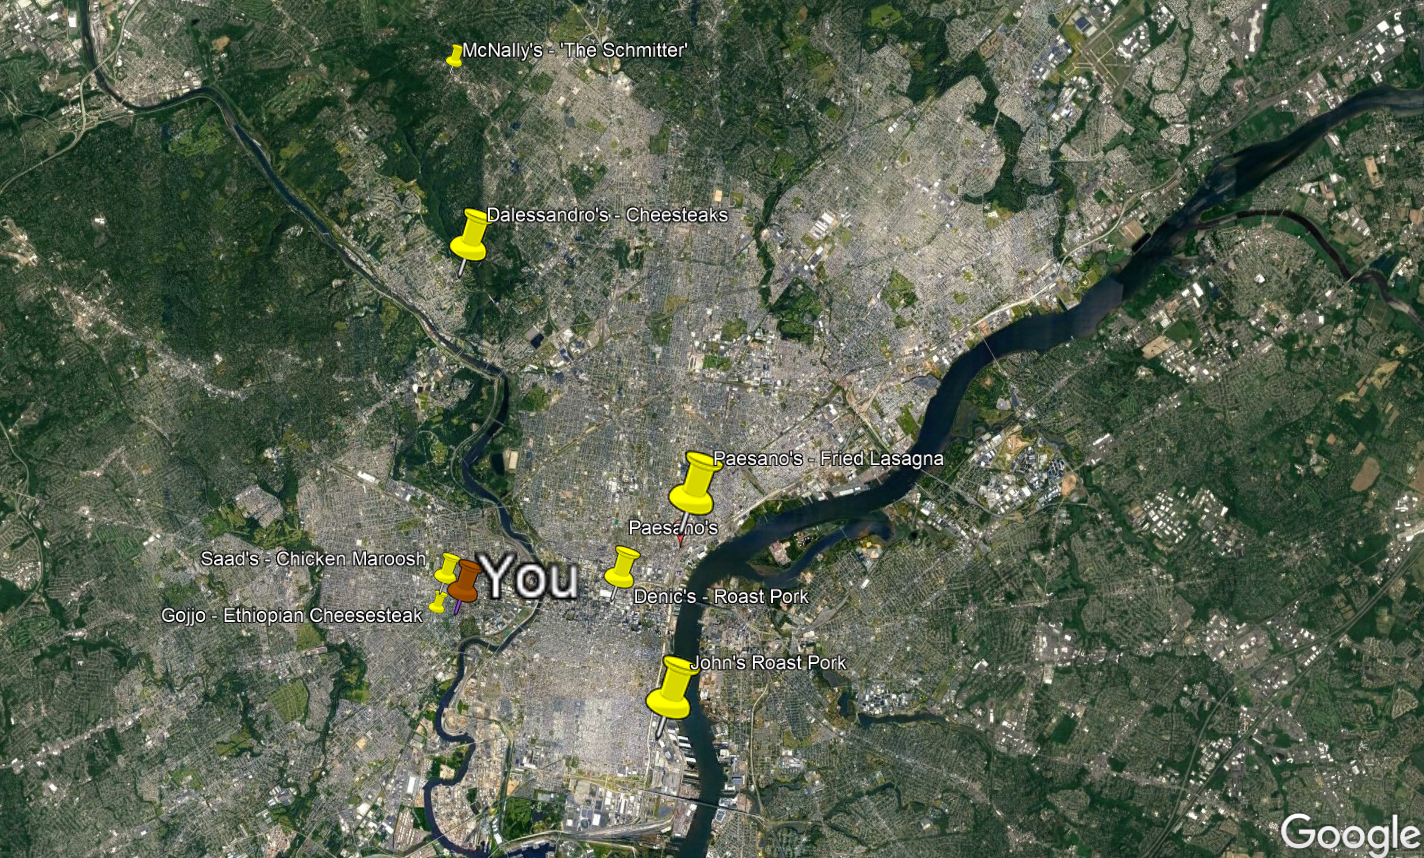 McNally's - 'The Schmitter'
Dalessandro's - Cheesteaks
Paesano's - Fried Lasagna
Paesano's
Saad's - Chicken Maroosh
You
Denic's - Roast Pork
Gojjo - Ethiopian Cheesesteak
John's Roast Pork
Google